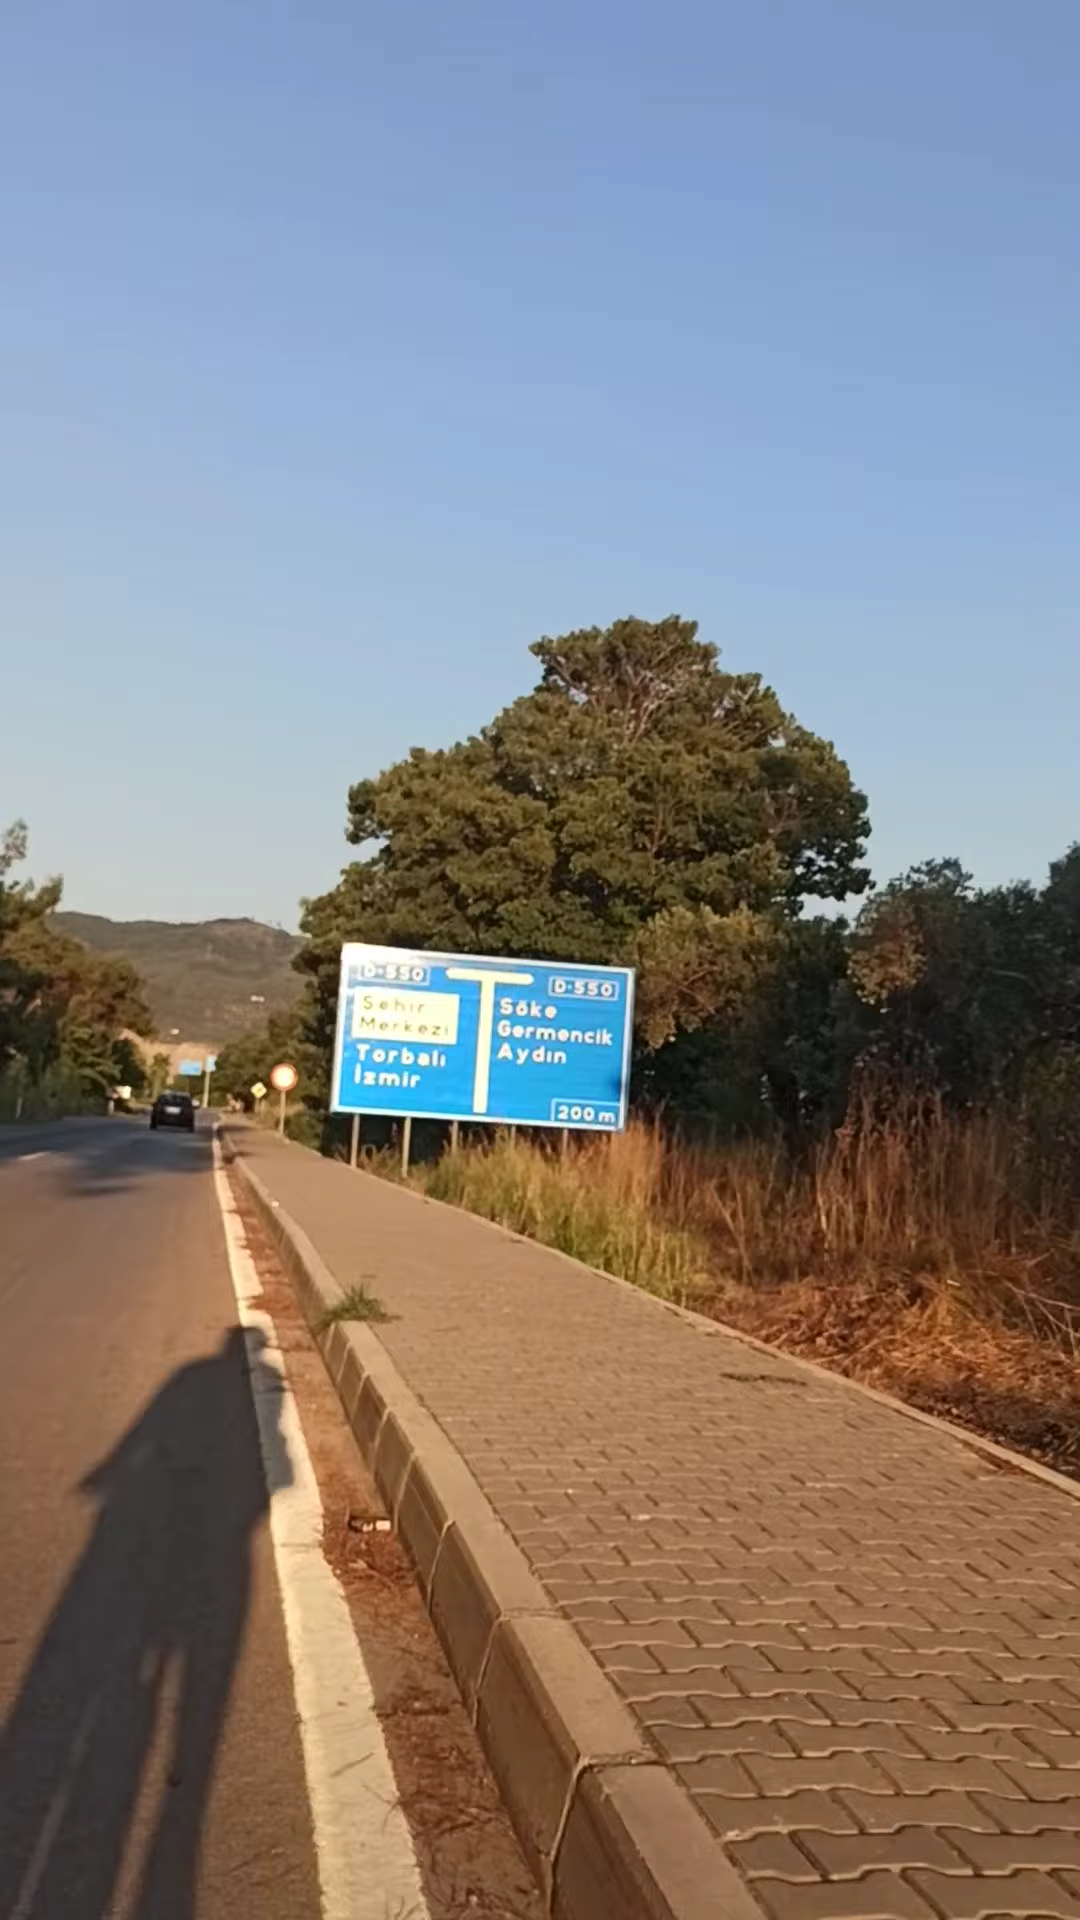 D-550
Şehir
Merkezi
Torbalı
İzmir
D-550
Söke
Germencik
Aydın
200 m